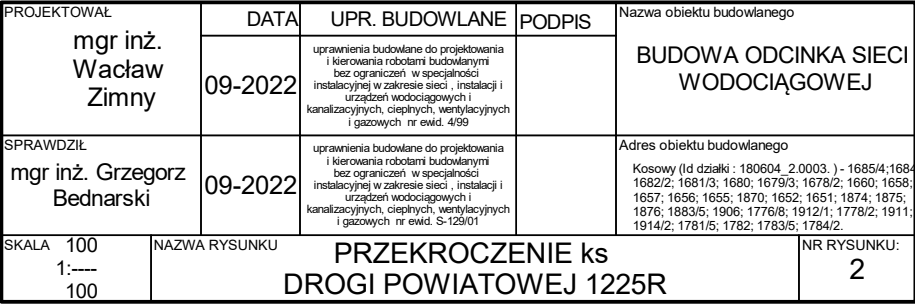 PROJEKTOWAŁ
mgr inż.
Wacław
Zimny
DATA
09-2022
UPR. BUDOWLANE
uprawnienia budowlane do projektowania
i kierowania robotami budowlanymi
bez ograniczeń w specjalności
instalacyjnej w zakresie sieci , instalacji i
urządzeń wodociągowych i
kanalizacyjnych, cieplnych, wentylacyjnych
i gazowych nr ewid. 4/99
PODPIS
Nazwa obiektu budowlanego
BUDOWA ODCINKA SIECI
WODOCIĄGOWEJ
SPRAWDZIŁ
mgr inż. Grzegorz
Bednarski
09-2022
uprawnienia budowlane do projektowania
i kierowania robotami budowlanymi
bez ograniczeń w specjalności
instalacyjnej w zakresie sieci , instalacji i
urządzeń wodociągowych i
kanalizacyjnych, cieplnych, wentylacyjnych
i gazowych nr ewid. S-129/01
Adres obiektu budowlanego
Kosowy (Id działki : 180604_2.0003. ) - 1685/4;1684
1682/2; 1681/3; 1680; 1679/3; 1678/2; 1660; 1658;
1657; 1656; 1655; 1870; 1652; 1651; 1874; 1875;
1876; 1883/5; 1906; 1776/8; 1912/1; 1778/2; 1911;
1914/2; 1781/5; 1782; 1783/5; 1784/2.
SKALA 100
1:----
100
NAZWA RYSUNKU
PRZEKROCZENIE ks
DROGI POWIATOWEJ 1225R
NR RYSUNKU:
2